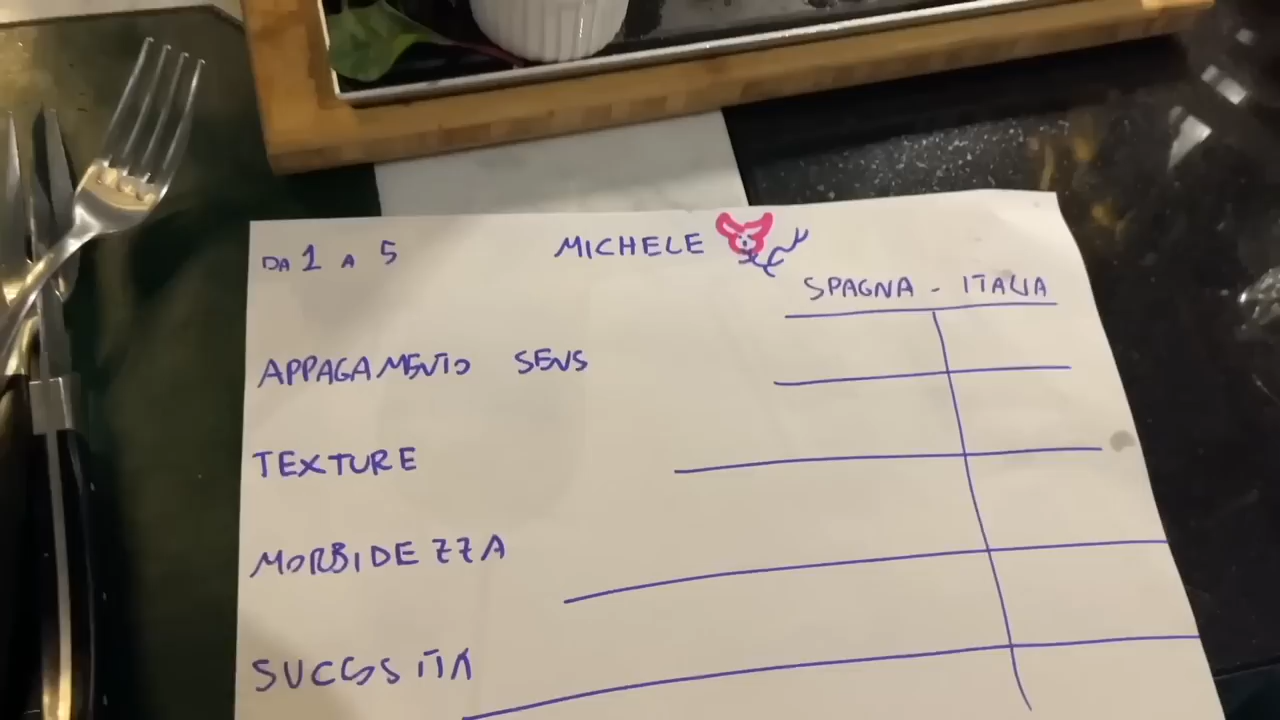 DA 1 A 5
MICHELE
SPAGNA - ITALIA
APPAGAMENTO SENS
TEXTURE
MORBIDEZZA
SUCCOSITÀ